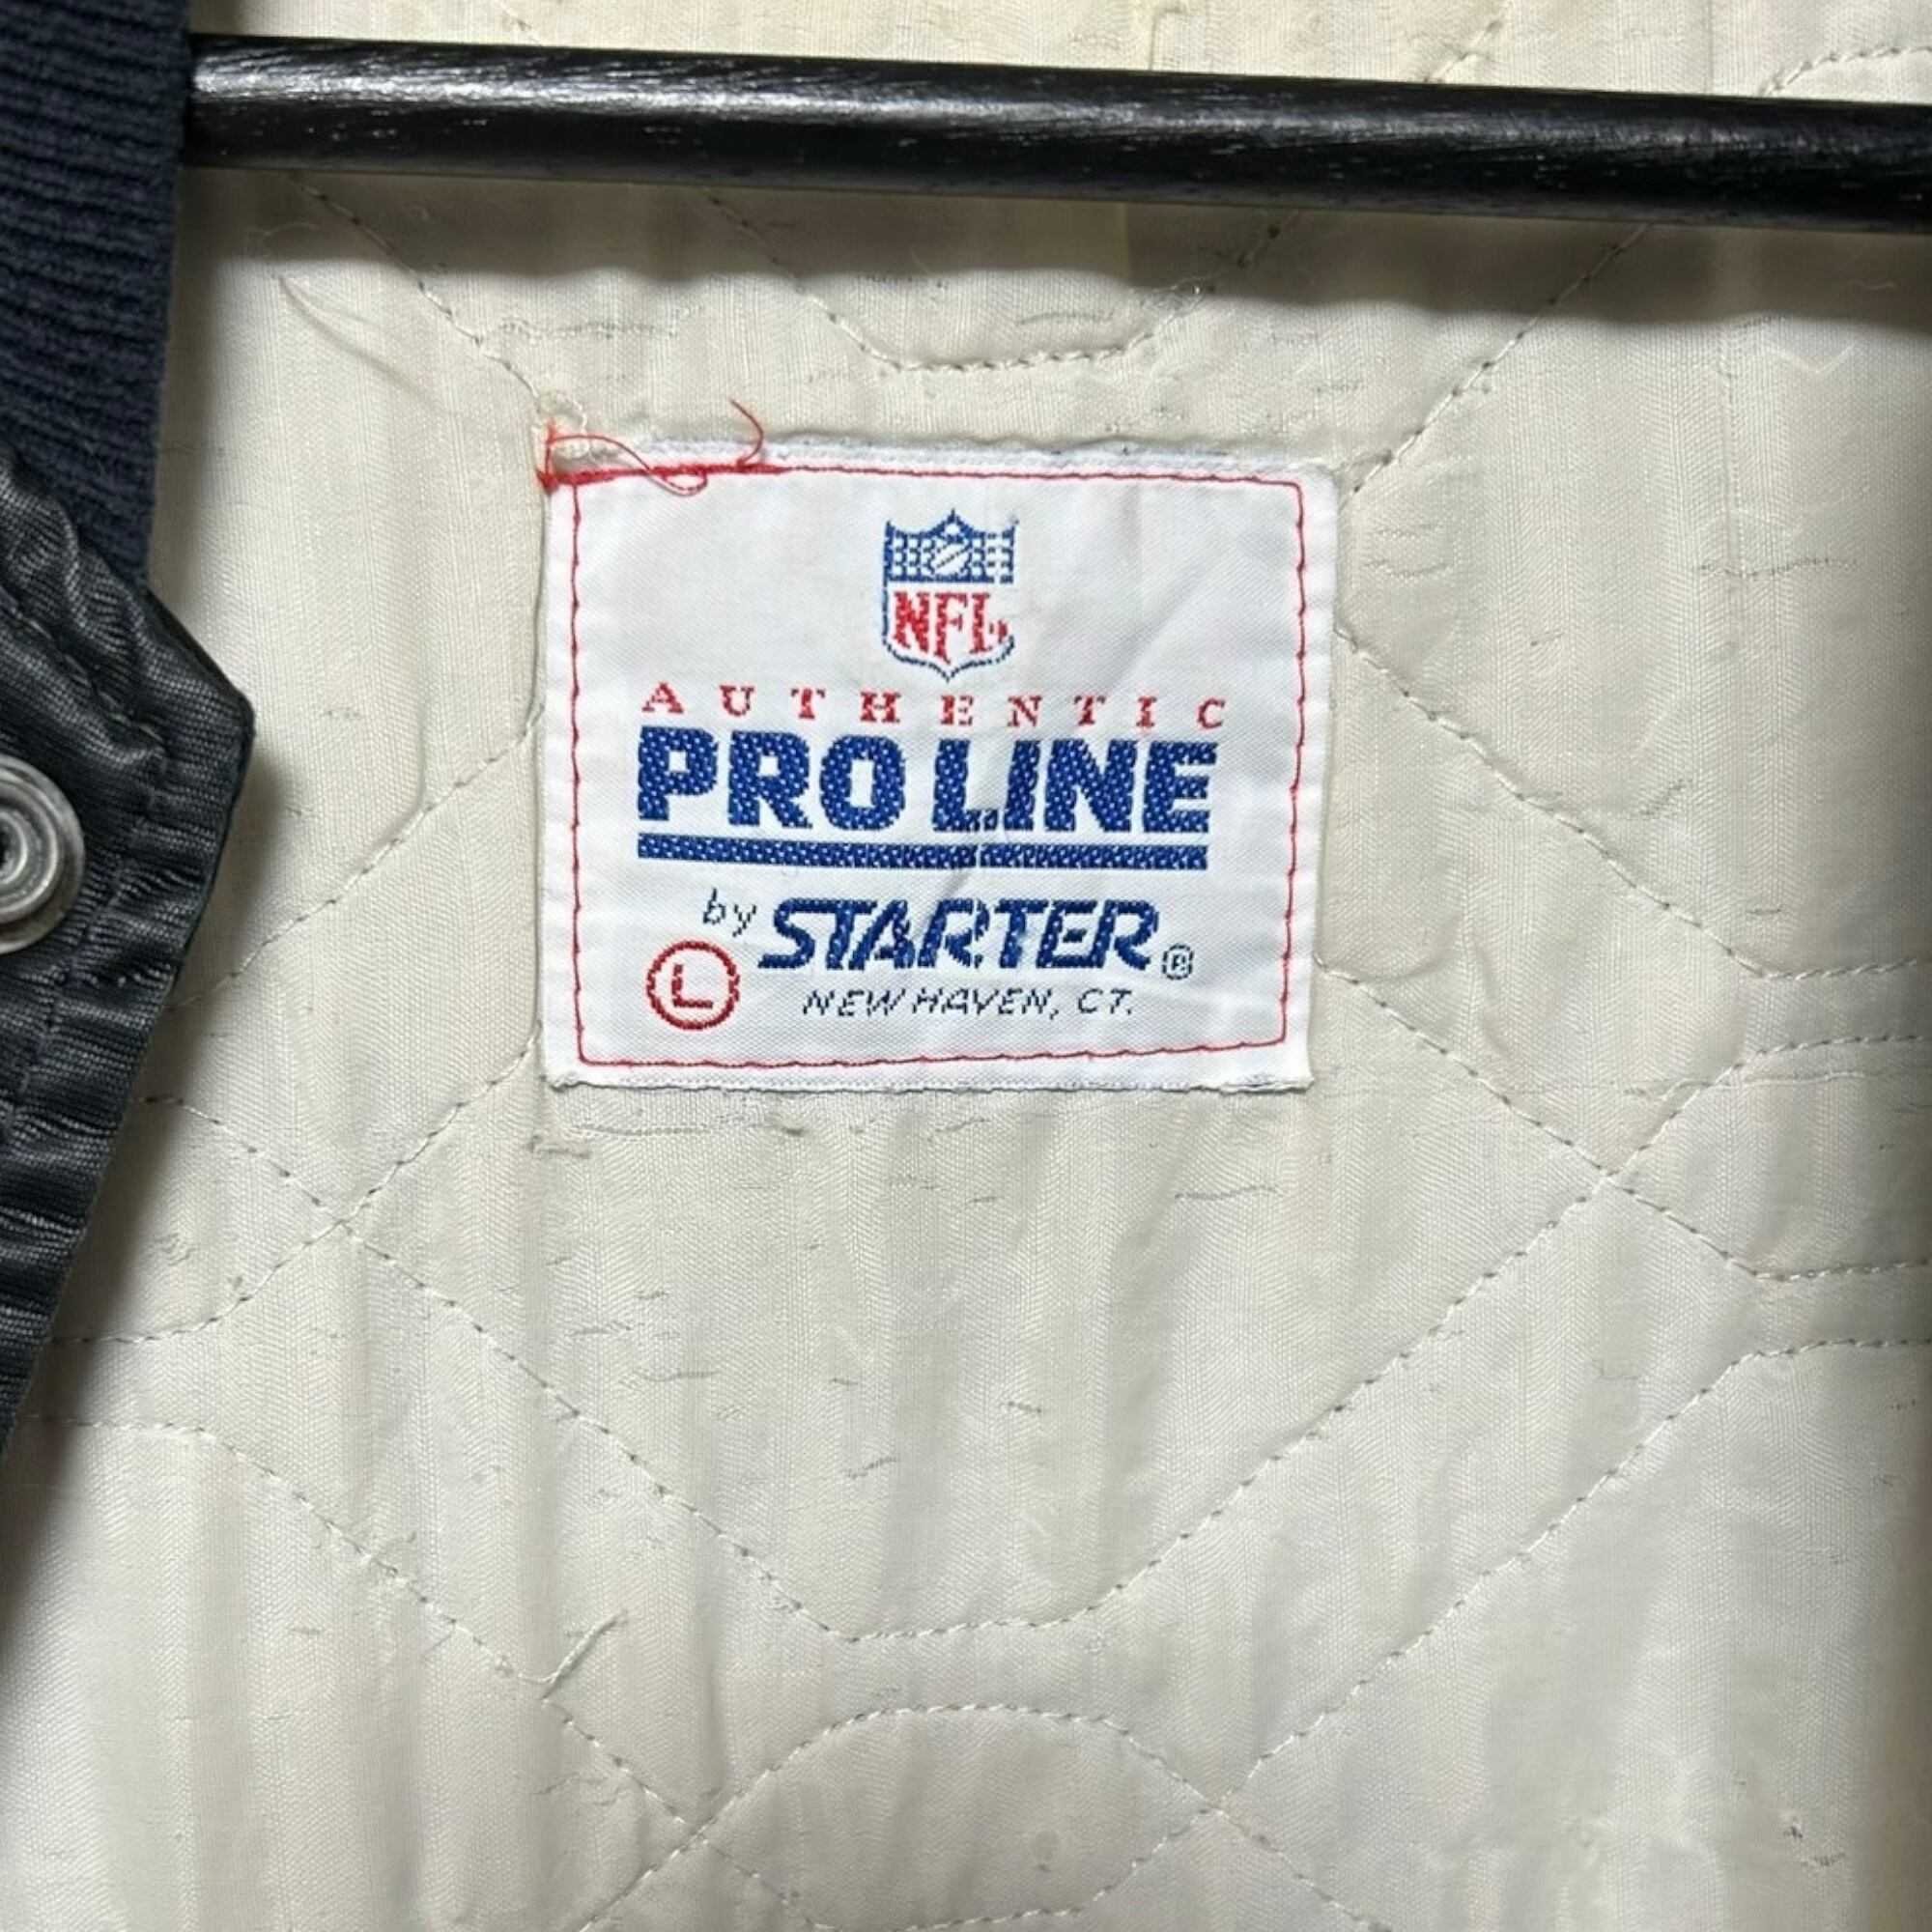 NFL
AUTHENTIC
PRO LINE
by STARTER®
L
NEW HAVEN, CT.